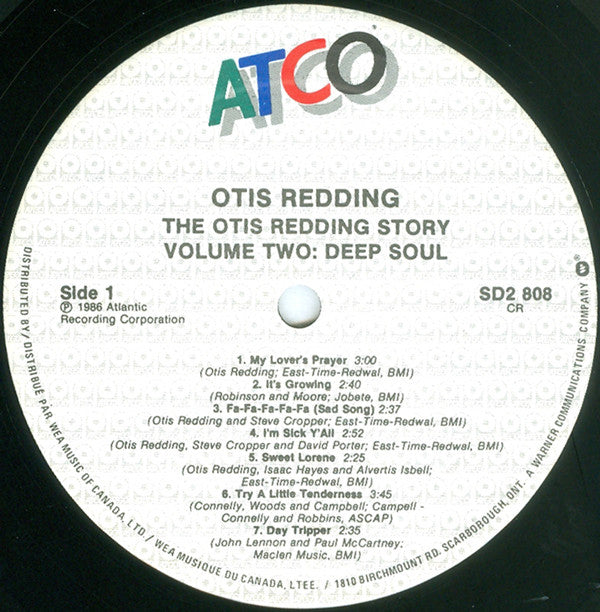 ATCO
OTIS REDDING
THE OTIS REDDING STORY
VOLUME TWO: DEEP SOUL
Side 1
℗ 1986 Atlantic
Recording Corporation
SD2 808
CR
1. My Lover's Prayer 3:00
(Otis Redding; East-Time-Redwal, BMI)
2. It's Growing 2:40
(Robinson and Moore; Jobete, BMI)
3. Fa-Fa-Fa-Fa-Fa (Sad Song) 2:37
(Otis Redding and Steve Cropper; East-Time-Redwal, BMI)
4. I'm Sick Y'All 2:52
(Otis Redding, Steve Cropper and David Porter; East-Time-Redwal, BMI)
5. Sweet Lorene 2:25
(Otis Redding, Isaac Hayes and Alvertis Isbell;
East-Time-Redwal, BMI)
6. Try A Little Tenderness 3:45
(Connelly, Woods and Campbell; Campell -
Connelly and Robbins, ASCAP)
7. Day Tripper 2:35
(John Lennon and Paul McCartney;
Maclen Music, BMI)
DISTRIBUTED BY / DISTRIBUÉ PAR WEA MUSIC OF CANADA, LTD. / WEA MUSIQUE DU CANADA, LTEE. / 1810 BIRCHMOUNT RD. SCARBOROUGH, ONT. A WARNER COMMUNICATIONS COMPANY